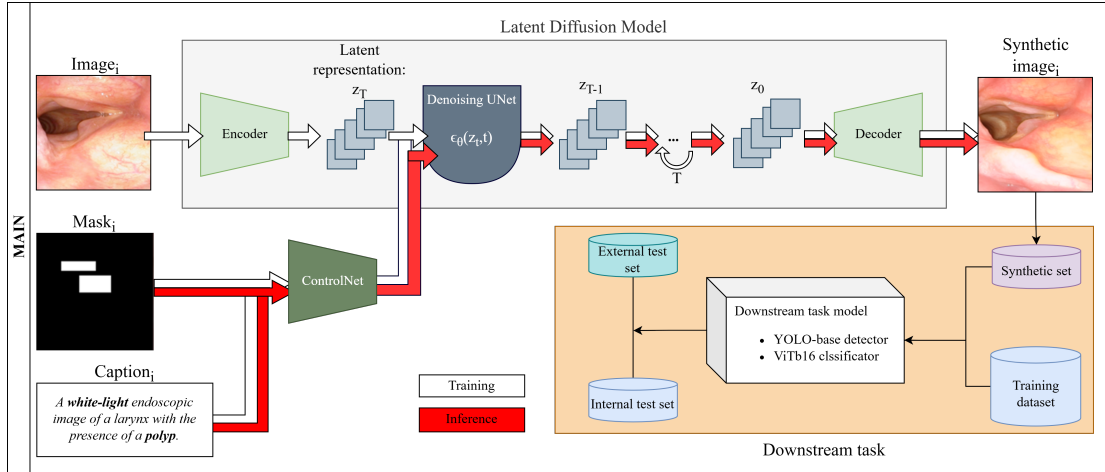 MAIN
Latent Diffusion Model
Image_i
Encoder
Latent
representation:
z_T
Denoising UNet
ϵ_θ(z_t,t)
z_T-1
...
T
z_0
Decoder
Synthetic
image_i
Mask_i
ControlNet
Caption_i
A white-light endoscopic
image of a larynx with the
presence of a polyp.
Training
Inference
External test
set
Internal test set
Downstream task model
• YOLO-base detector
• ViTb16 clssificator
Synthetic set
Training
dataset
Downstream task